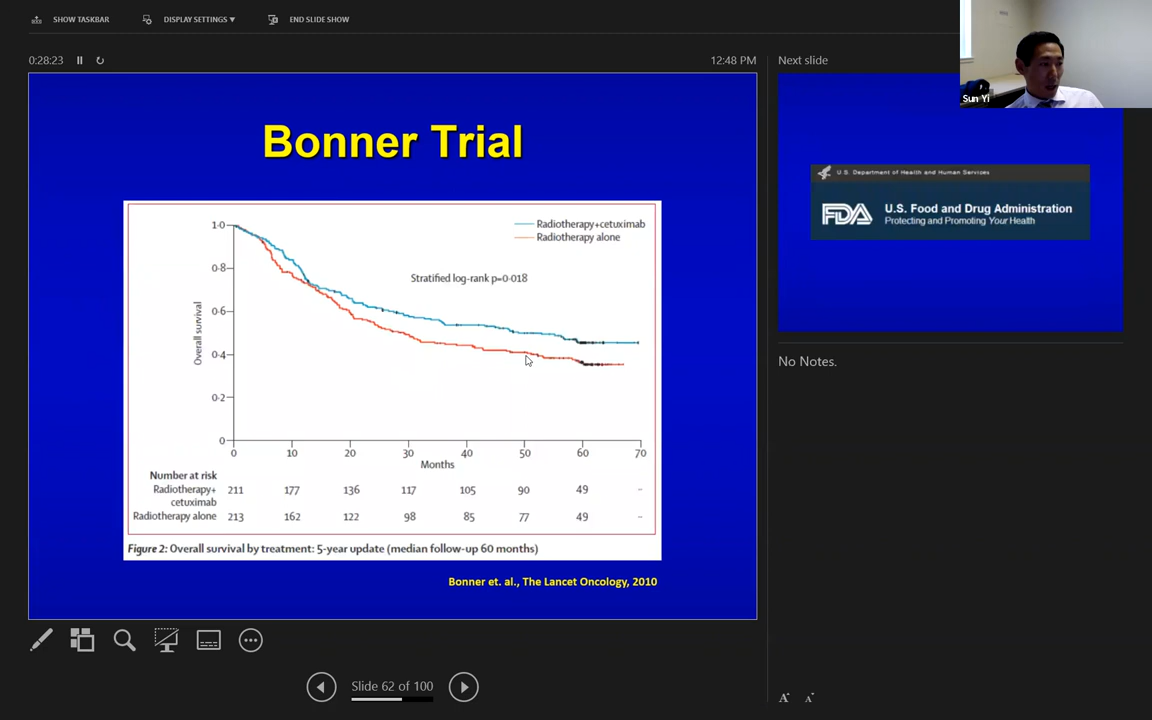 SHOW TASKBAR
DISPLAY SETTINGS ▾
END SLIDE SHOW
0:28:23
12:48 PM
Next slide
Sun Yi
Bonner Trial
U.S. Department of Health and Human Services
FDA
U.S. Food and Drug Administration
Protecting and Promoting Your Health
1·0
0·8
0·6
0·4
0·2
0
Overall survival
Radiotherapy+cetuximab
Radiotherapy alone
Stratified log-rank p=0·018
0 10 20 30 40 50 60 70
Months
Number at risk
Radiotherapy+
cetuximab
211 177 136 117 105 90 49 –
Radiotherapy alone 213 162 122 98 85 77 49 –
Figure 2: Overall survival by treatment: 5-year update (median follow-up 60 months)
Bonner et. al., The Lancet Oncology, 2010
No Notes.
Slide 62 of 100
A A